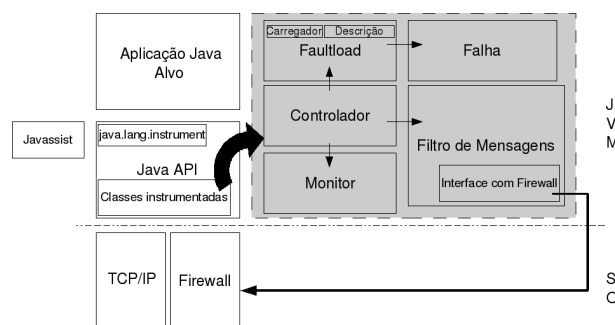 Aplicação Java
Alvo
Carregador
Descrição
Faultload
Falha
Controlador
Javassist
java.lang.instrument
Java API
Classes instrumentadas
Filtro de Mensagens
Interface com Firewall
Monitor
J
V
M
TCP/IP
Firewall
S
O